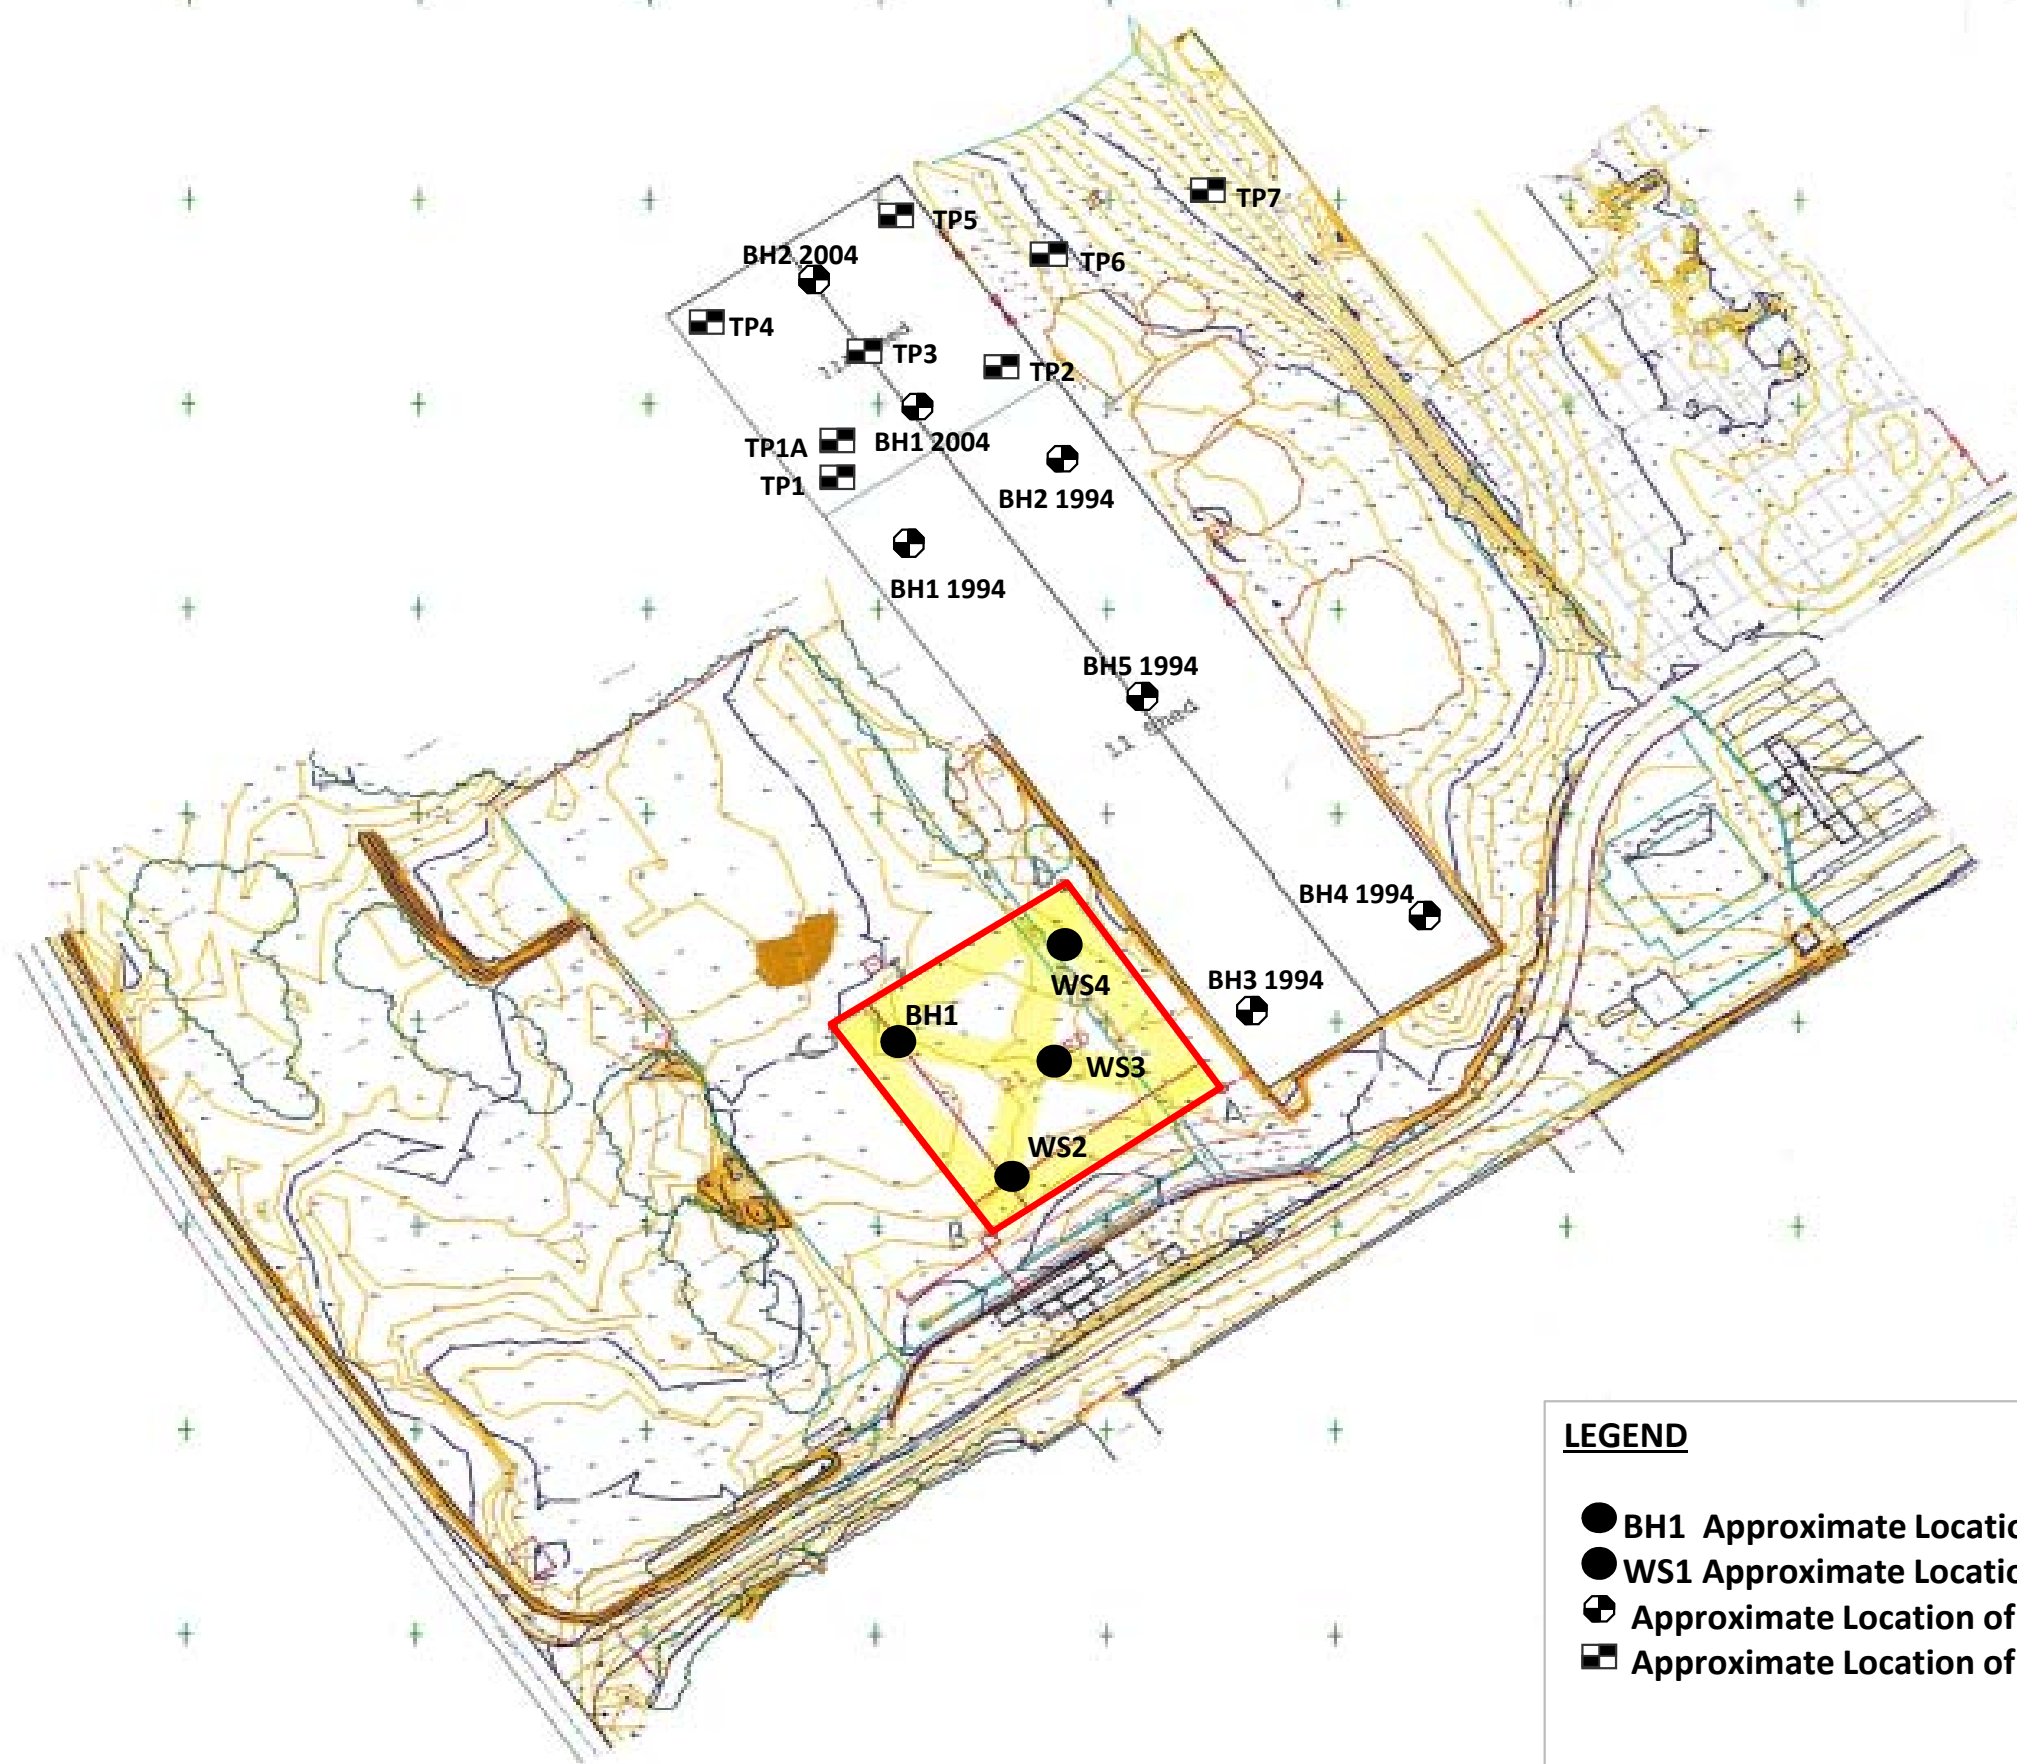 TP7
TP5
BH2 2004
TP6
TP4
TP3
TP2
TP1A
BH1 2004
TP1
BH2 1994
BH1 1994
BH5 1994
BH4 1994
WS4
BH3 1994
BH1
WS3
WS2
A
B
LEGEND
BH1 Approximate Locatio
WS1 Approximate Locatio
Approximate Location of
Approximate Location of